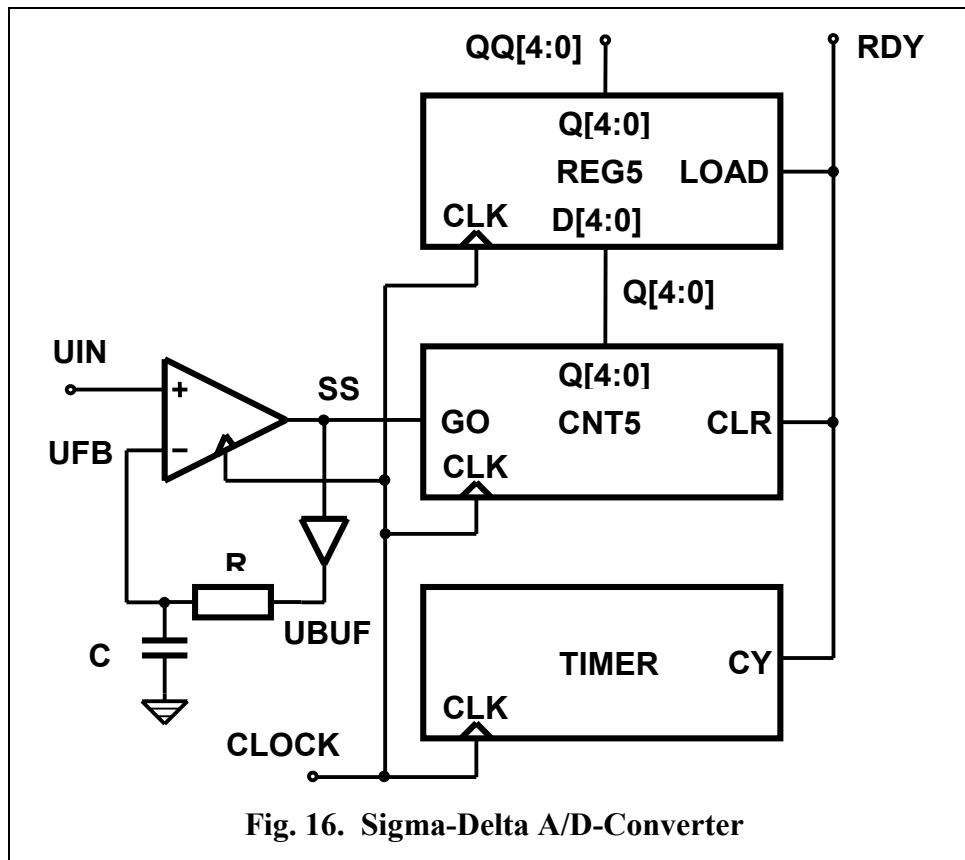 QQ[4:0]
RDY
Q[4:0]
REG5
LOAD
CLK
D[4:0]
Q[4:0]
UIN
+
SS
Q[4:0]
GO
CNT5
CLR
UFB
-
CLK
R
UBUF
C
TIMER
CY
CLK
CLOCK
Fig. 16. Sigma-Delta A/D-Converter